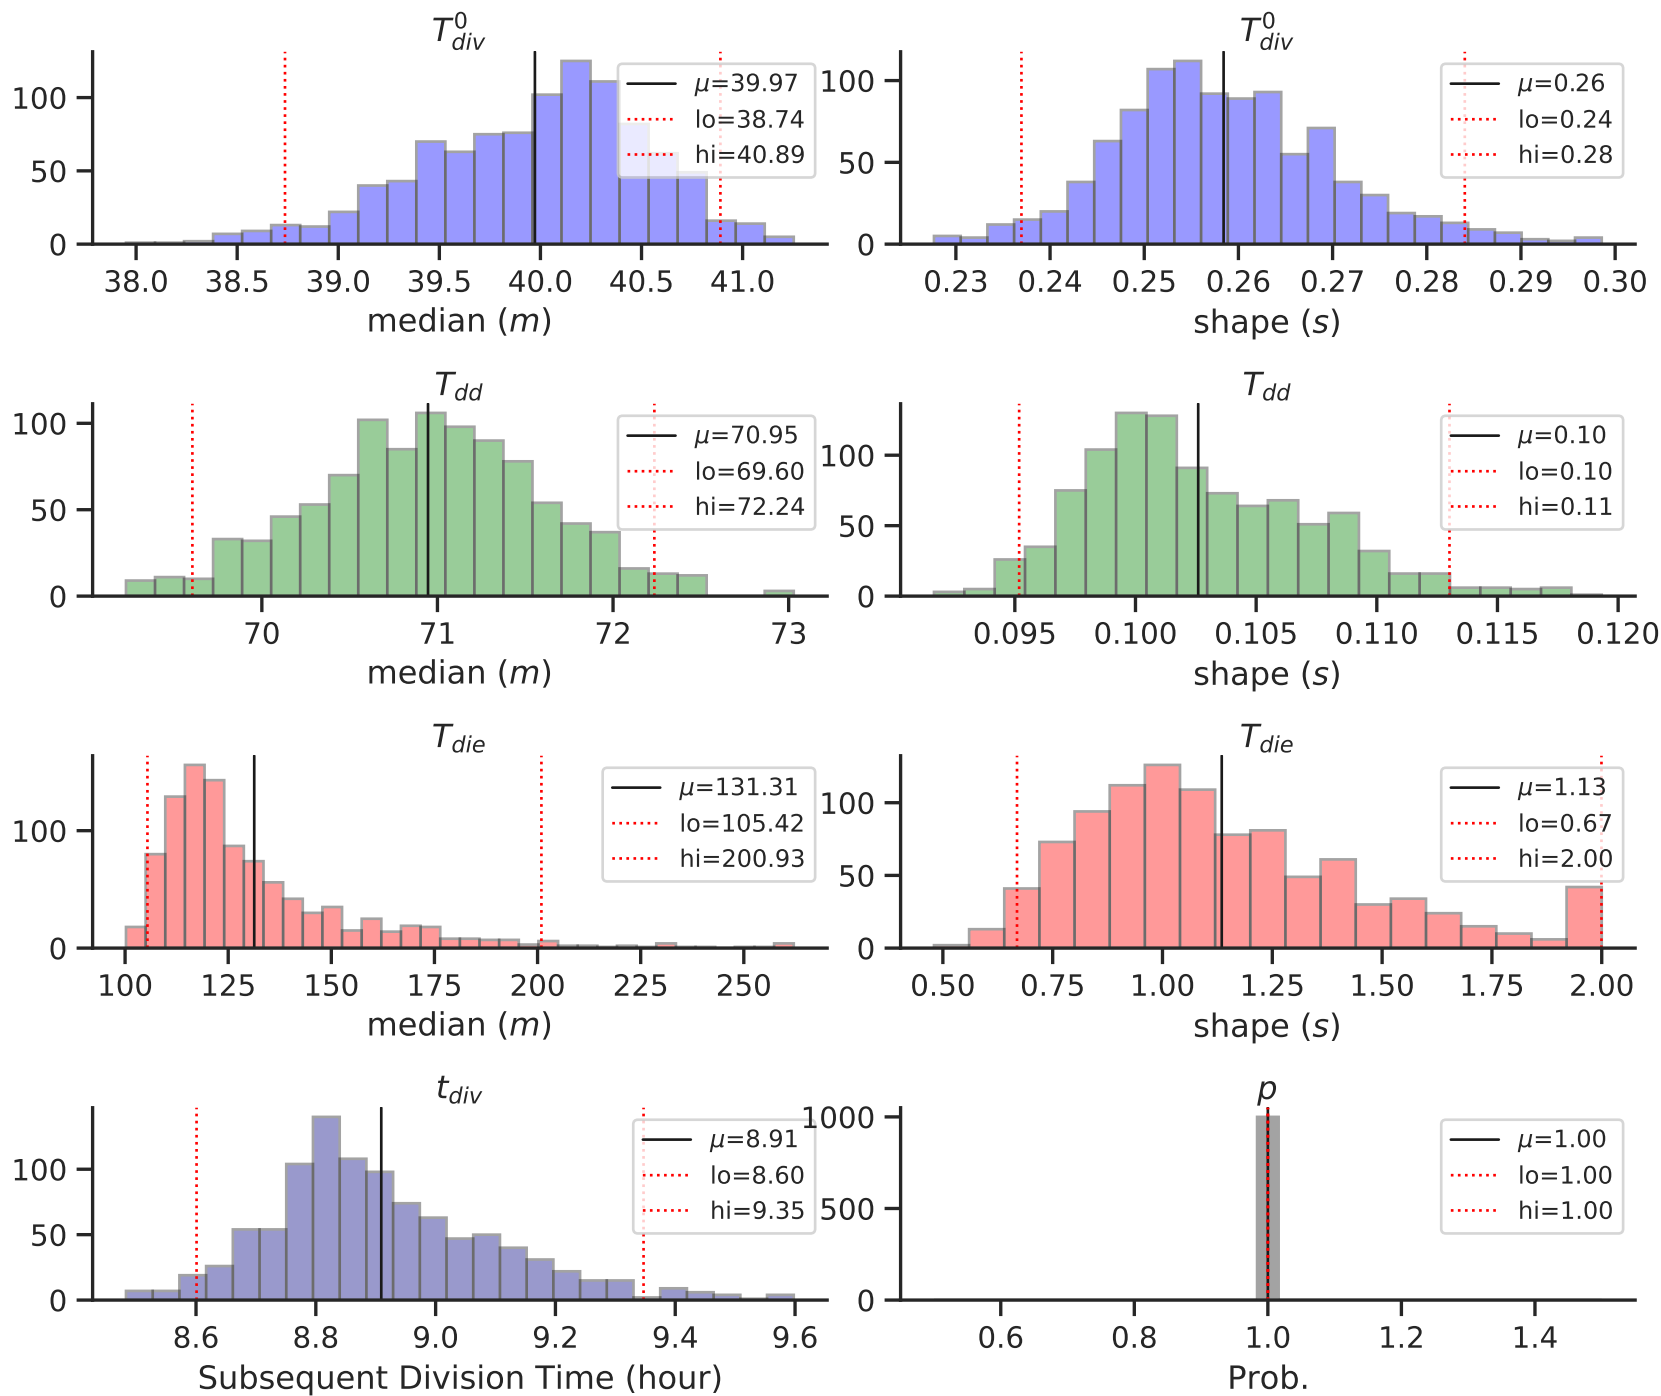 T⁰div
100
50
0
μ=39.97
lo=38.74
hi=40.89
38.0 38.5 39.0 39.5 40.0 40.5 41.0
median (m)
T⁰div
100
50
0
μ=0.26
lo=0.24
hi=0.28
0.23 0.24 0.25 0.26 0.27 0.28 0.29 0.30
shape (s)
Tdd
100
50
0
μ=70.95
lo=69.60
hi=72.24
70 71 72 73
median (m)
Tdd
100
50
0
μ=0.10
lo=0.10
hi=0.11
0.095 0.100 0.105 0.110 0.115 0.120
shape (s)
Tdie
100
0
μ=131.31
lo=105.42
hi=200.93
100 125 150 175 200 225 250
median (m)
Tdie
100
50
0
μ=1.13
lo=0.67
hi=2.00
0.50 0.75 1.00 1.25 1.50 1.75 2.00
shape (s)
tdiv
100
50
0
μ=8.91
lo=8.60
hi=9.35
8.6 8.8 9.0 9.2 9.4 9.6
Subsequent Division Time (hour)
p
1000
500
0
μ=1.00
lo=1.00
hi=1.00
0.6 0.8 1.0 1.2 1.4
Prob.